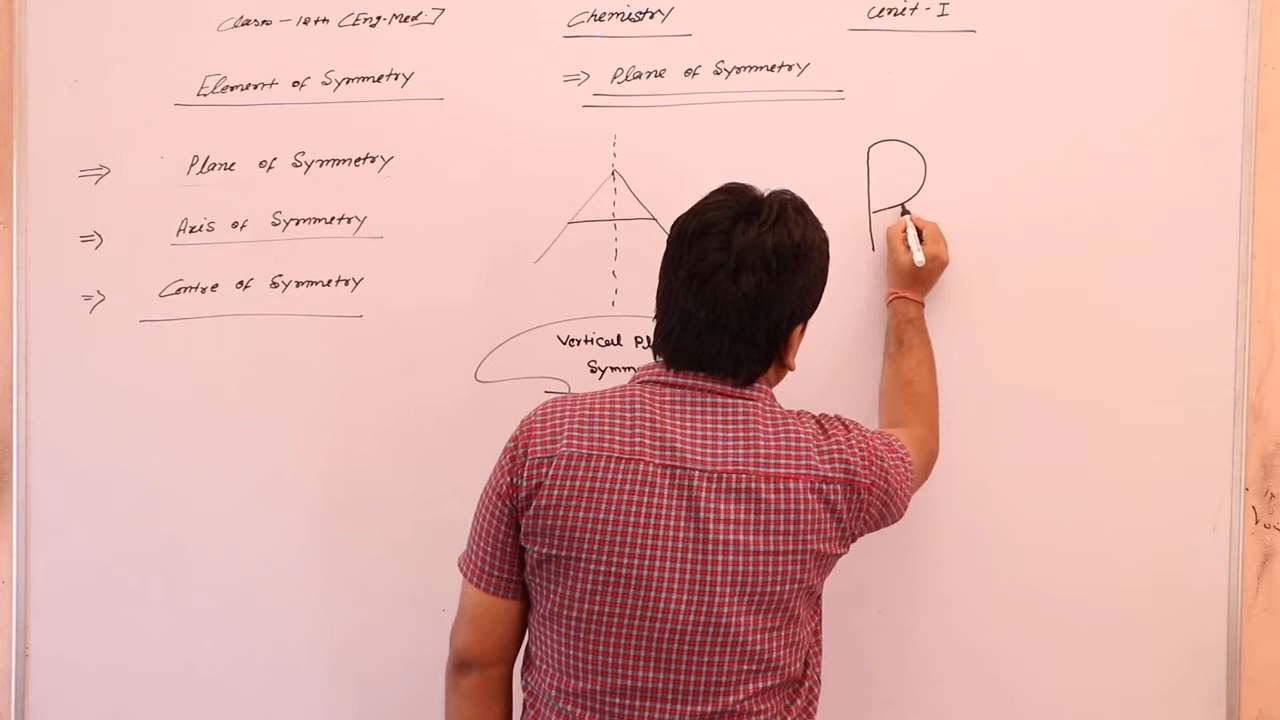 Class - 12th (Eng-Med.]
Chemistry
Unit - I
Element of Symmetry
⇒ Plane of Symmetry
⇒ Plane of Symmetry
⇒ Axis of Symmetry
⇒ Centre of Symmetry
A
P
Vertical Pl
Symm